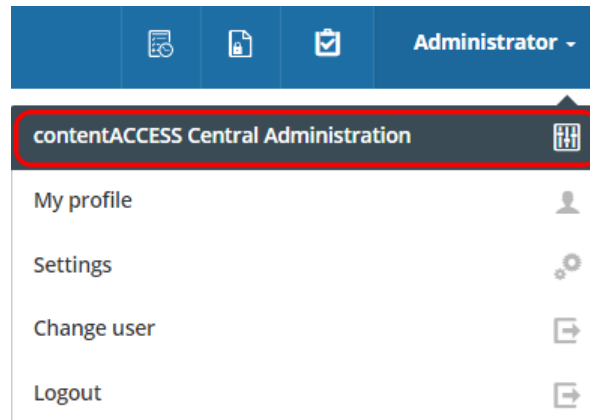 Administrator
contentACCESS Central Administration
My profile
Settings
Change user
Logout